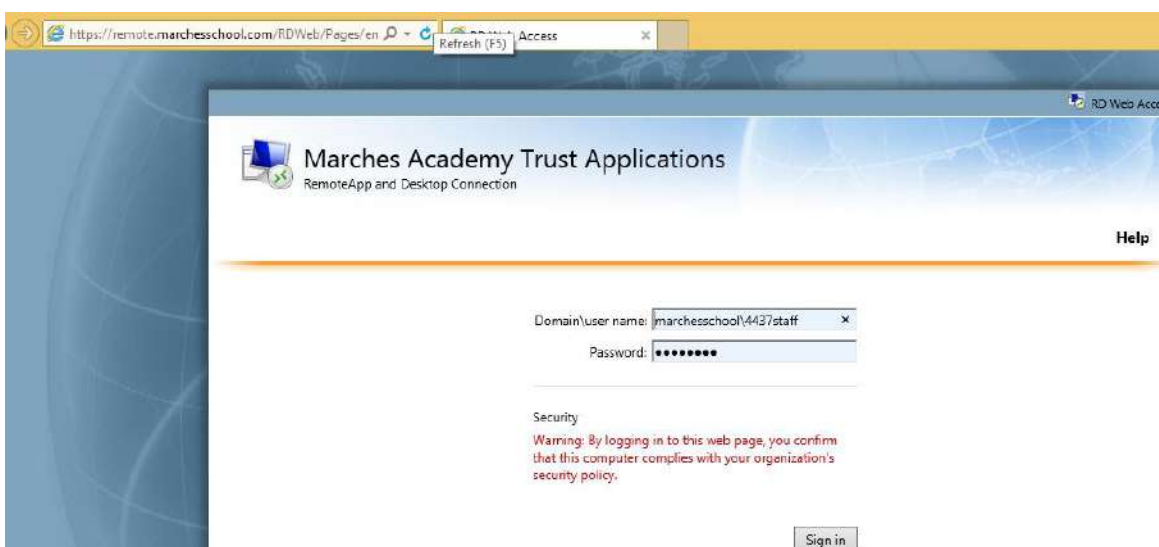 https://remote.marchesschool.com/RDWeb/Pages/en
Access
Refresh (F5)
RD Web Acce
Marches Academy Trust Applications
RemoteApp and Desktop Connection
Help
Domain\user name: marchesschool\4437staff
Password: ●●●●●●●●
Security
Warning: By logging in to this web page, you confirm
that this computer complies with your organization's
security policy.
Sign in